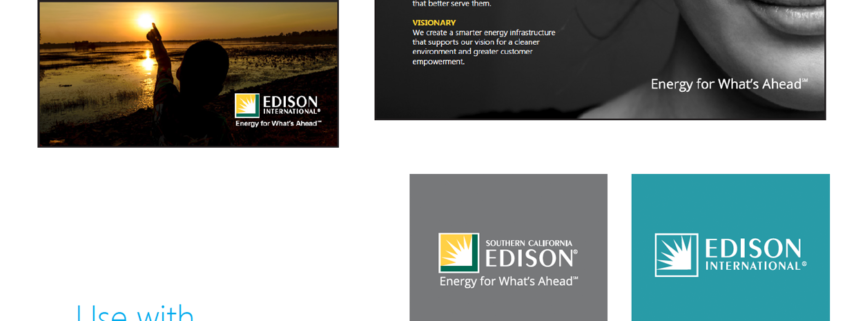 that better serve them.
VISIONARY
We create a smarter energy infrastructure
that supports our vision for a cleaner
environment and greater customer
empowerment.
Energy for What's Ahead℠
EDISON
INTERNATIONAL®
Energy for What's Ahead℠
SOUTHERN CALIFORNIA
EDISON®
Energy for What's Ahead℠
EDISON
INTERNATIONAL®
Use with